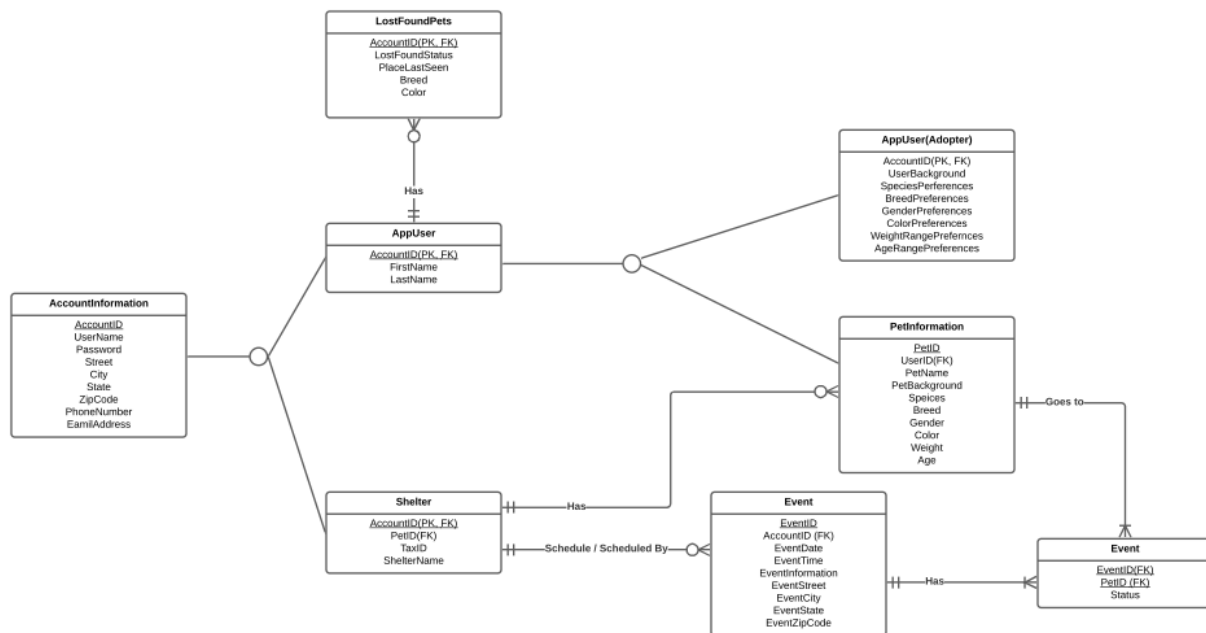 LostFoundPets
AccountID(PK, FK)
LostFoundStatus
PlaceLastSeen
Breed
Color
Has
AppUser
AccountID(PK, FK)
FirstName
LastName
AppUser(Adopter)
AccountID(PK, FK)
UserBackground
SpeciesPerferences
BreedPreferences
GenderPreferences
ColorPreferences
WeightRangePrefernces
AgeRangePreferences
AccountInformation
AccountID
UserName
Password
Street
City
State
ZipCode
PhoneNumber
EamilAddress
PetInformation
PetID
UserID(FK)
PetName
PetBackground
Speices
Breed
Gender
Color
Weight
Age
Goes to
Shelter
AccountID(PK, FK)
PetID(FK)
TaxID
ShelterName
Has
Schedule / Scheduled By
Event
EventID
AccountID (FK)
EventDate
EventTime
EventInformation
EventStreet
EventCity
EventState
EventZipCode
Has
Event
EventID(FK)
PetID (FK)
Status